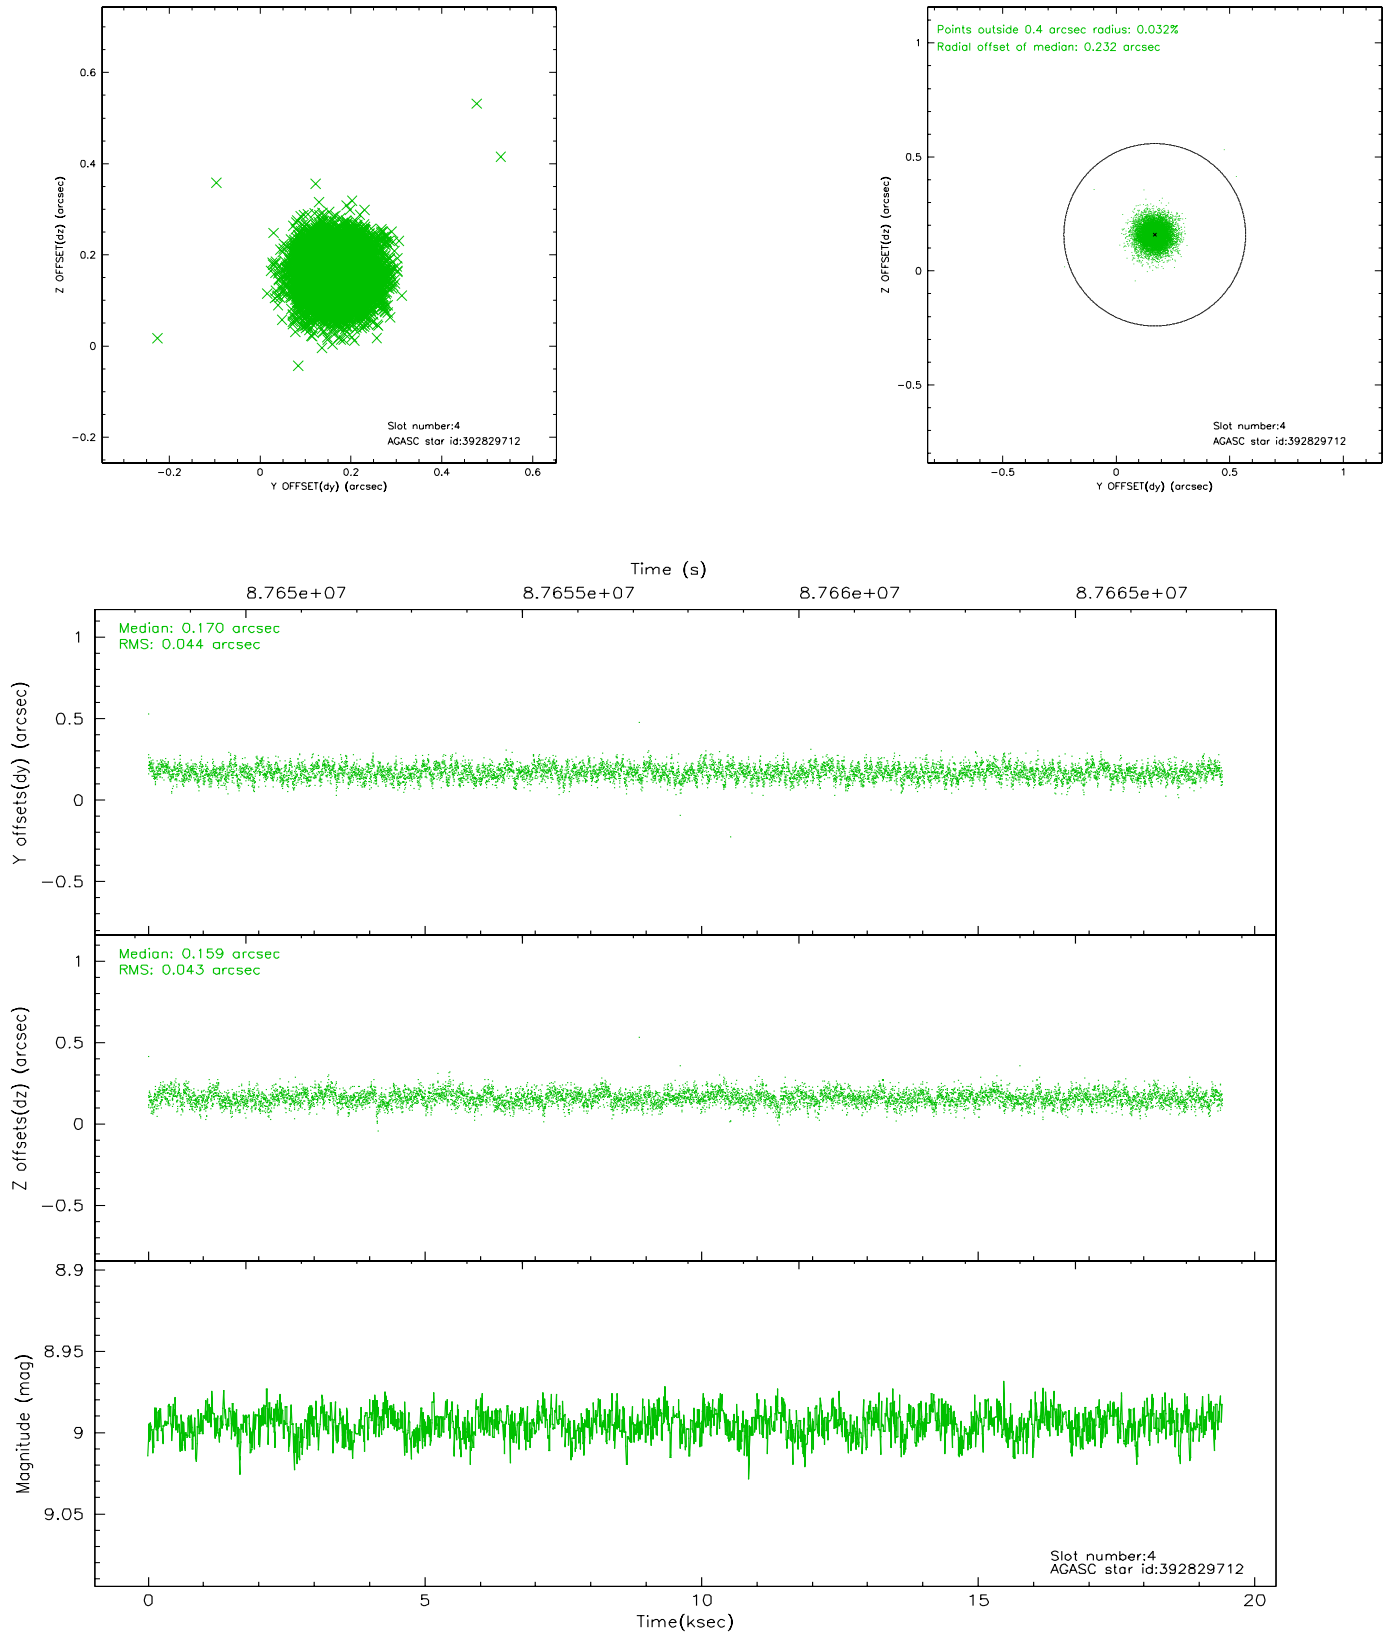 0.6
0.4
0.2
0
-0.2
Z OFFSET(dz) (arcsec)
Slot number:4
AGASC star id:392829712
-0.2 0 0.2 0.4 0.6
Y OFFSET(dy) (arcsec)
Points outside 0.4 arcsec radius: 0.032%
Radial offset of median: 0.232 arcsec
1
0.5
0
-0.5
Z OFFSET(dz) (arcsec)
Slot number:4
AGASC star id:392829712
-0.5 0 0.5 1
Y OFFSET(dy) (arcsec)
Time (s)
8.765e+07 8.7655e+07 8.766e+07 8.7665e+07
Median: 0.170 arcsec
RMS: 0.044 arcsec
1
0.5
0
-0.5
Y offsets(dy) (arcsec)
Median: 0.159 arcsec
RMS: 0.043 arcsec
1
0.5
0
-0.5
Z offsets(dz) (arcsec)
8.9
8.95
9
9.05
Magnitude (mag)
Slot number:4
AGASC star id:392829712
0 5 10 15 20
Time(ksec)